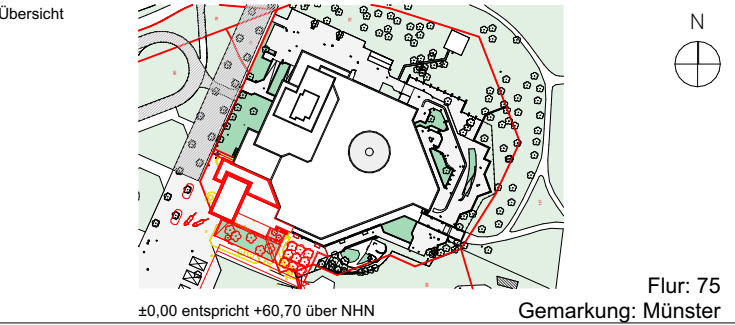 Übersicht
N
Flur: 75
±0,00 entspricht +60,70 über NHN
Gemarkung: Münster